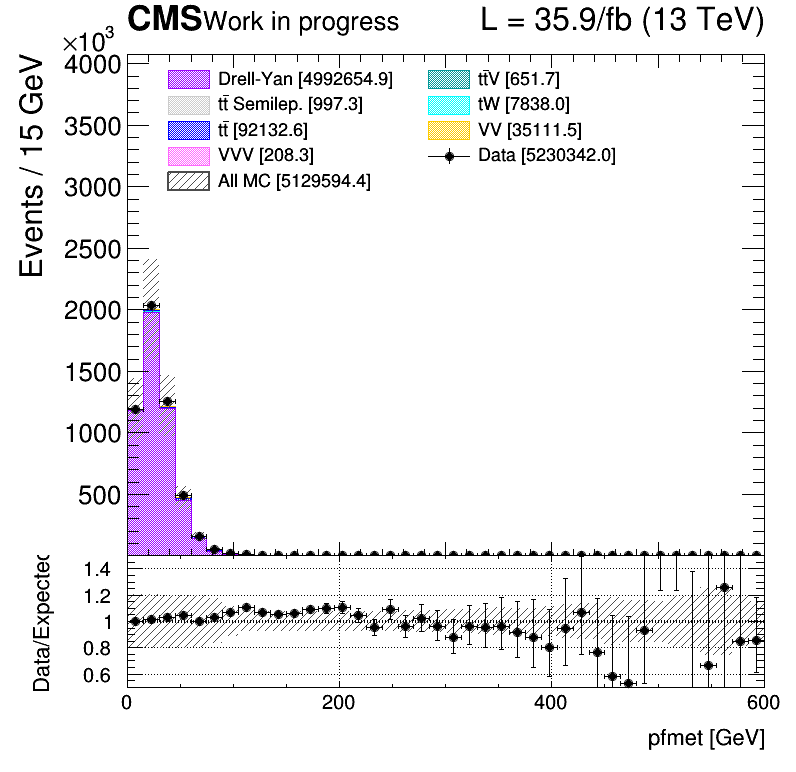 CMS Work in progress L = 35.9/fb (13 TeV)
×10³
Events / 15 GeV
4000
3500
3000
2500
2000
1500
1000
500
Drell-Yan [4992654.9]
tt̄ Semilep. [997.3]
tt̄ [92132.6]
VVV [208.3]
All MC [5129594.4]
tt̄V [651.7]
tW [7838.0]
VV [35111.5]
Data [5230342.0]
Data/Expected
1.4
1.2
1
0.8
0.6
0 200 400 600
pfmet [GeV]